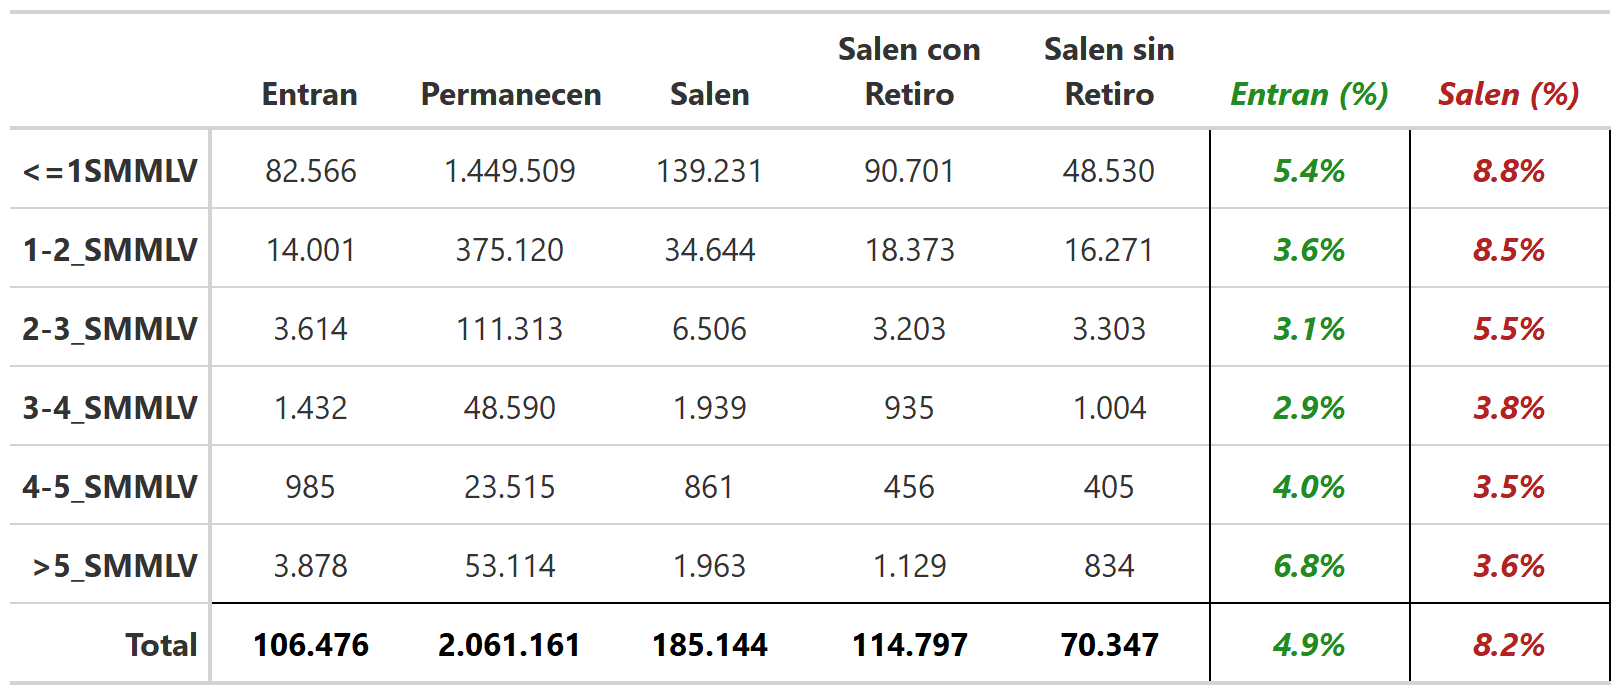 Entran Permanecen Salen Salen con Retiro Salen sin Retiro Entran (%) Salen (%)
<=1SMMLV 82.566 1.449.509 139.231 90.701 48.530 5.4% 8.8%
1-2_SMMLV 14.001 375.120 34.644 18.373 16.271 3.6% 8.5%
2-3_SMMLV 3.614 111.313 6.506 3.203 3.303 3.1% 5.5%
3-4_SMMLV 1.432 48.590 1.939 935 1.004 2.9% 3.8%
4-5_SMMLV 985 23.515 861 456 405 4.0% 3.5%
>5_SMMLV 3.878 53.114 1.963 1.129 834 6.8% 3.6%
Total 106.476 2.061.161 185.144 114.797 70.347 4.9% 8.2%